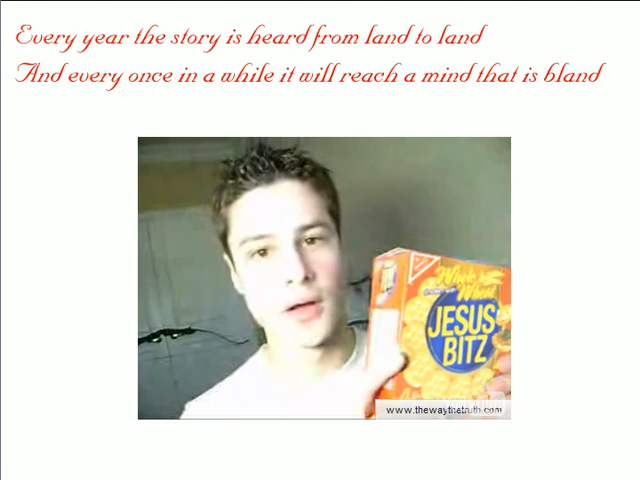 Every year the story is heard from land to land
And every once in a while it will reach a mind that is bland
Whole
Wheat
JESUS
BITZ
www.thewaythetruth.com